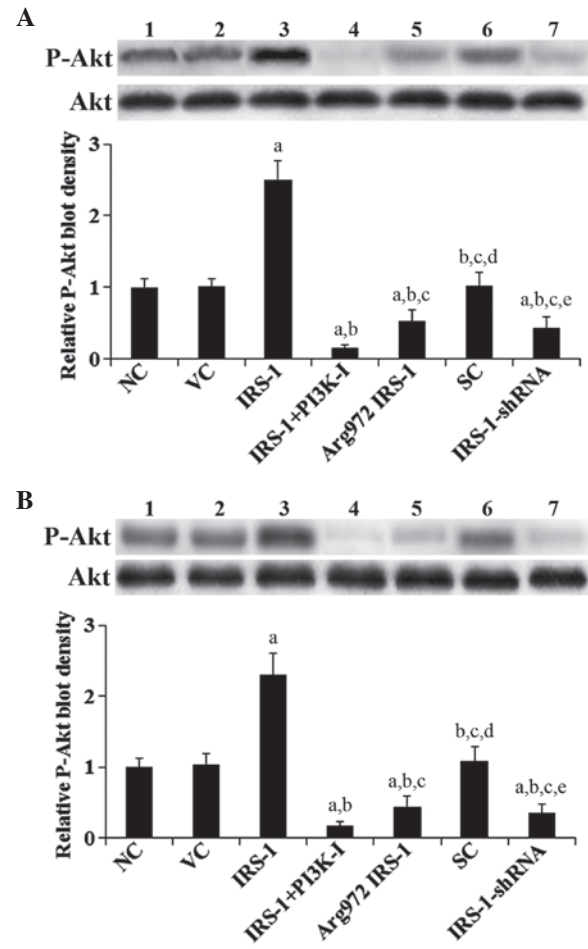 A
1 2 3 4 5 6 7
P-Akt
Akt
Relative P-Akt blot density
3
2
1
0
a
a,b
a,b,c
b,c,d
a,b,c,e
NC VC IRS-1 IRS-1+PI3K-I Arg972 IRS-1 SC IRS-1-shRNA
B
1 2 3 4 5 6 7
P-Akt
Akt
Relative P-Akt blot density
3
2
1
0
a
a,b
a,b,c
b,c,d
a,b,c,e
NC VC IRS-1 IRS-1+PI3K-I Arg972 IRS-1 SC IRS-1-shRNA